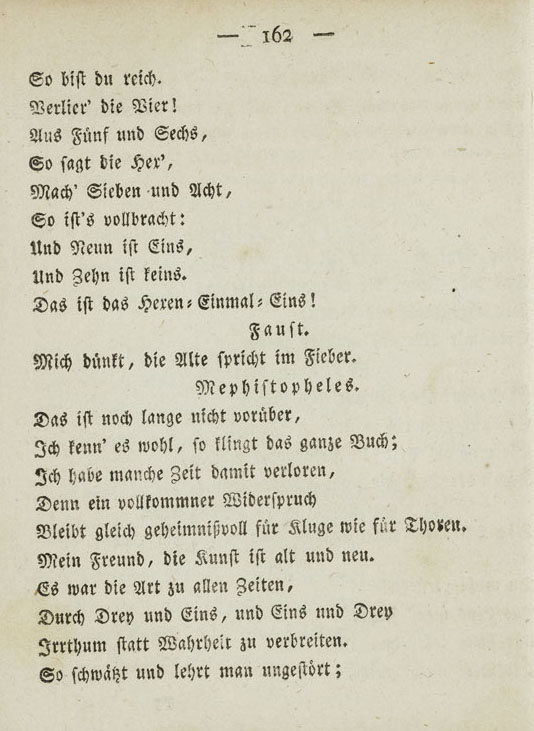 — 162 —
So bist du reich.
Verlier' die Vier!
Aus Fünf und Sechs,
So sagt die Hex',
Mach' Sieben und Acht,
So ist's vollbracht:
Und Neun ist Eins,
Und Zehn ist keins.
Das ist das Hexen-Einmal-Eins!
Faust.
Mich dünkt, die Alte spricht im Fieber.
Mephistopheles.
Das ist noch lange nicht vorüber,
Ich kenn' es wohl, so klingt das ganze Buch;
Ich habe manche Zeit damit verloren,
Denn ein vollkommner Widerspruch
Bleibt gleich geheimnißvoll für Kluge wie für Thoren.
Mein Freund, die Kunst ist alt und neu.
Es war die Art zu allen Zeiten,
Durch Drey und Eins, und Eins und Drey
Irrthum statt Wahrheit zu verbreiten.
So schwätzt und lehrt man ungestört;